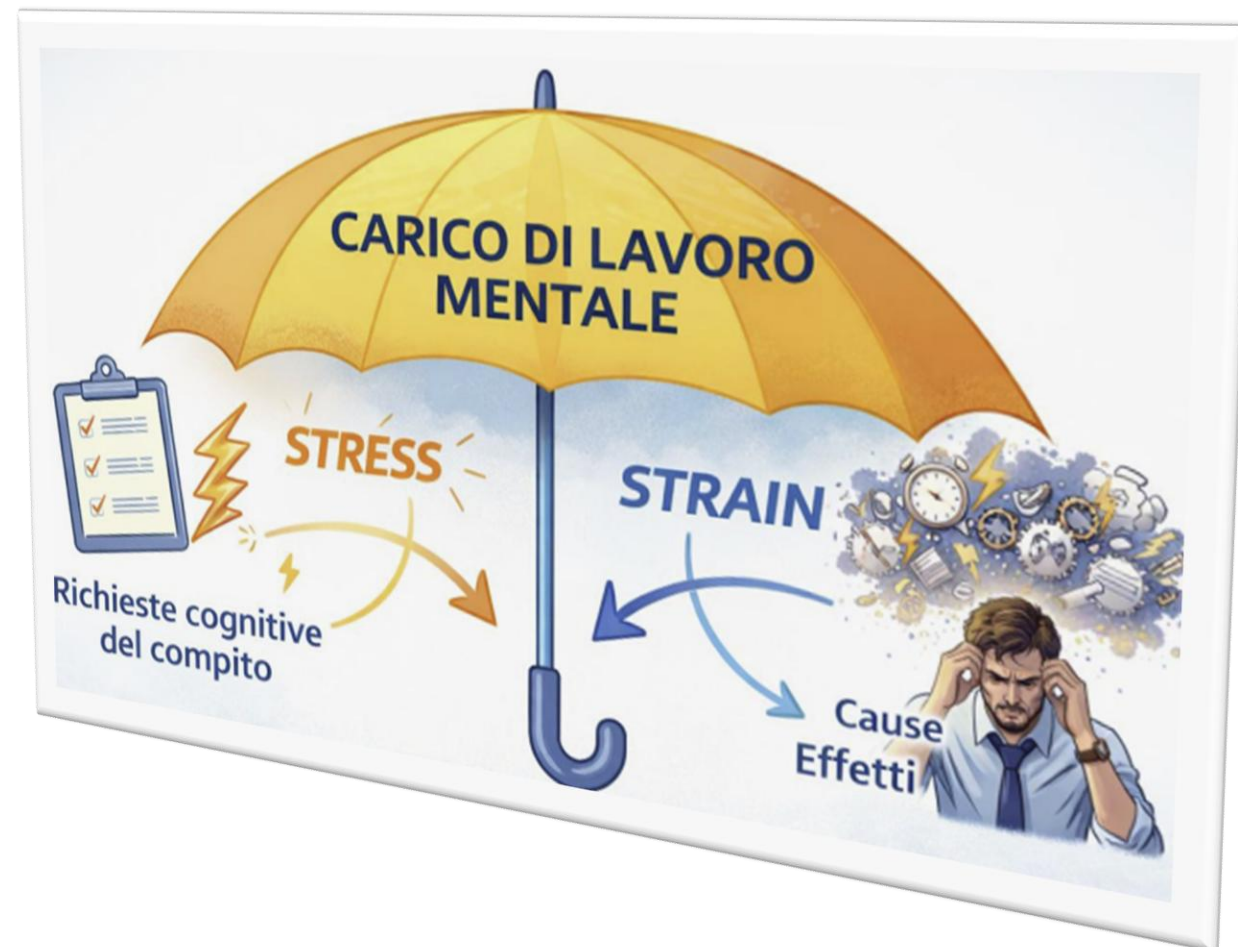 CARICO DI LAVORO
MENTALE
STRESS
STRAIN
Richieste cognitive
del compito
Cause
Effetti